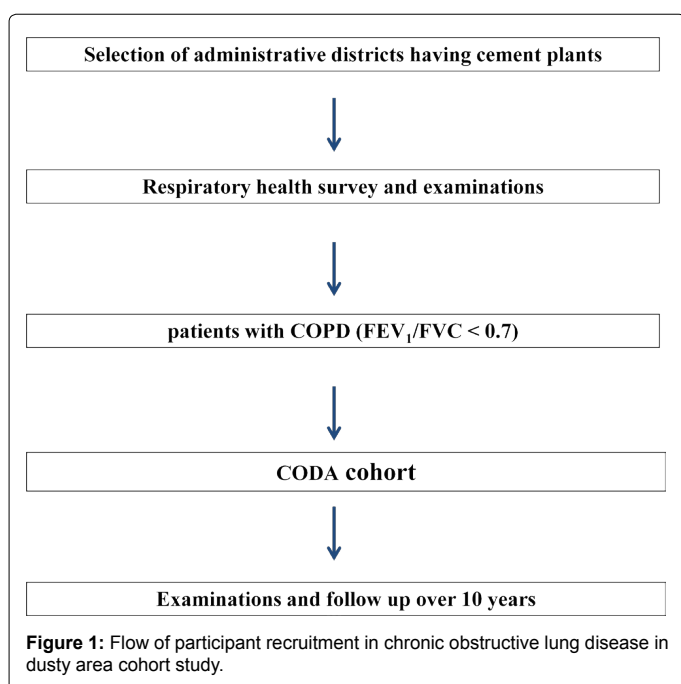 Selection of administrative districts having cement plants
Respiratory health survey and examinations
patients with COPD (FEV₁/FVC < 0.7)
CODA cohort
Examinations and follow up over 10 years
Figure 1: Flow of participant recruitment in chronic obstructive lung disease in
dusty area cohort study.